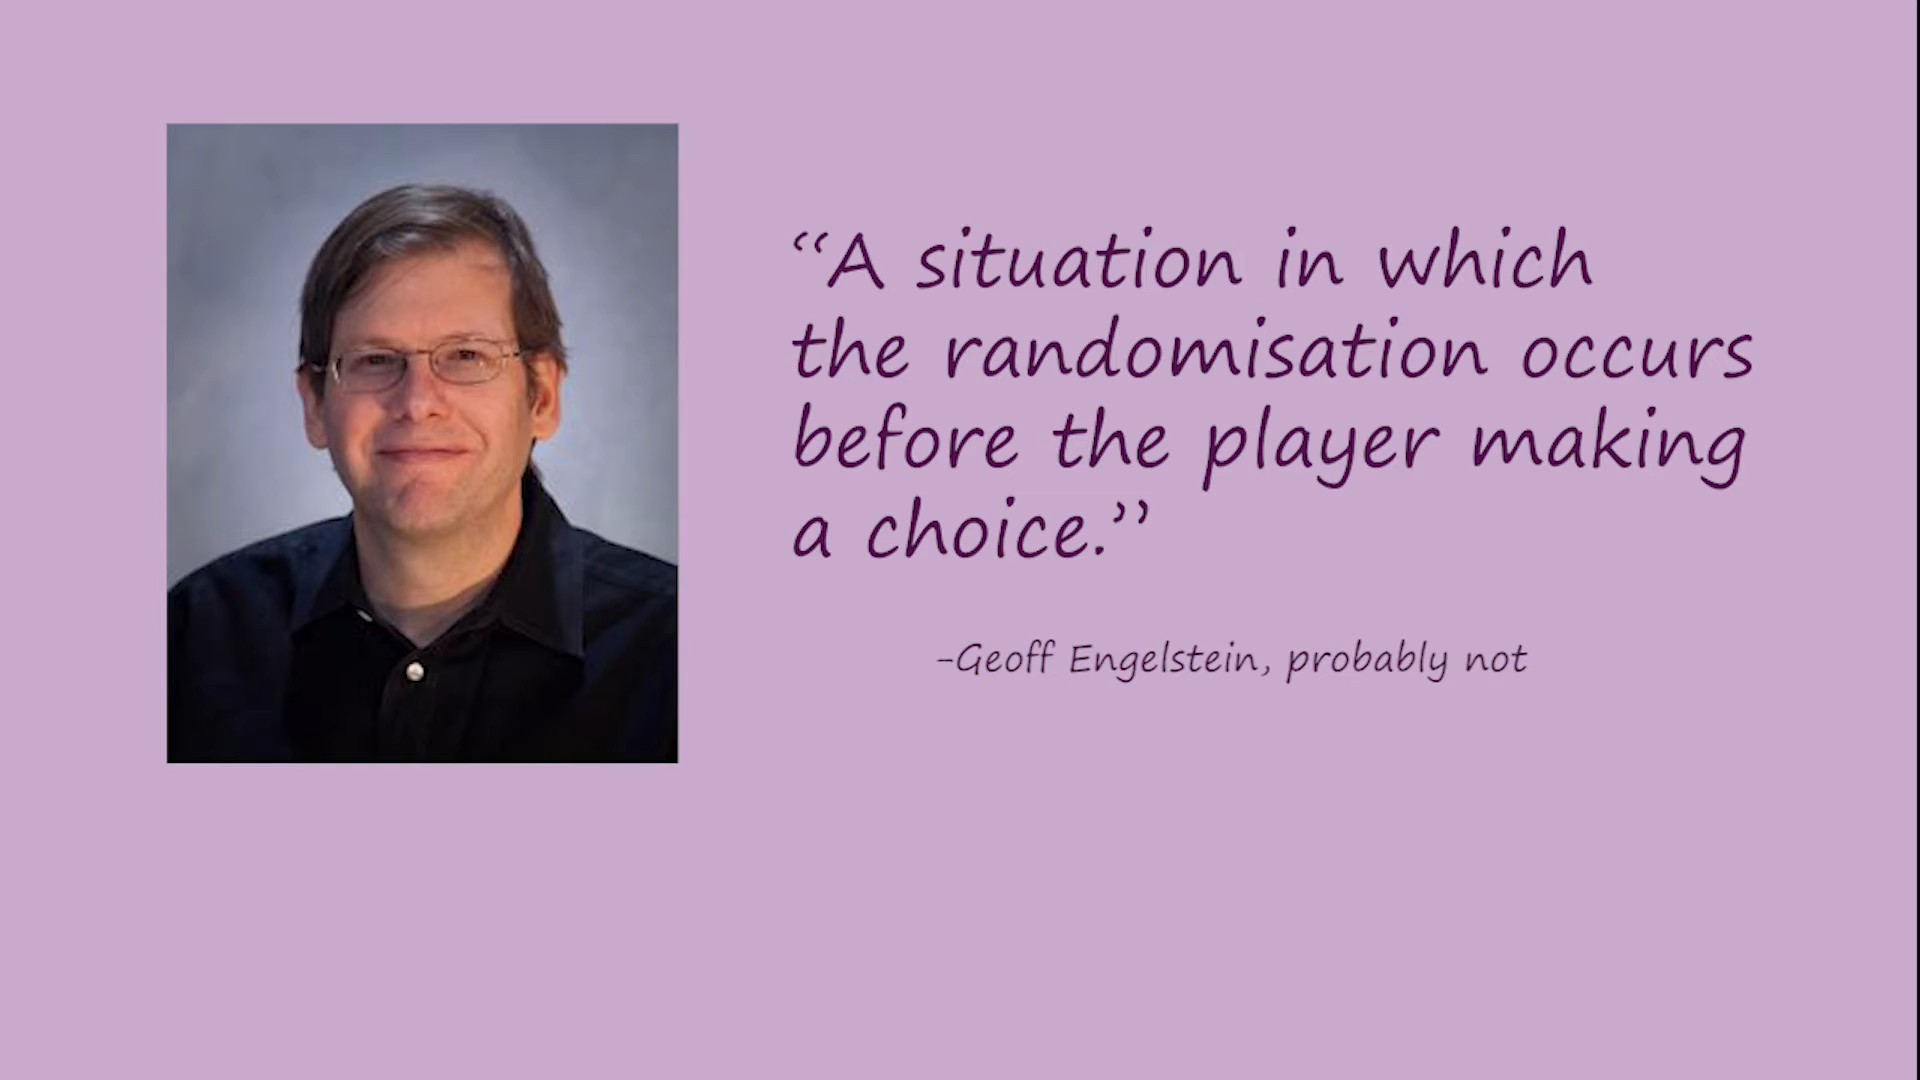 “A situation in which
the randomisation occurs
before the player making
a choice.”
-Geoff Engelstein, probably not